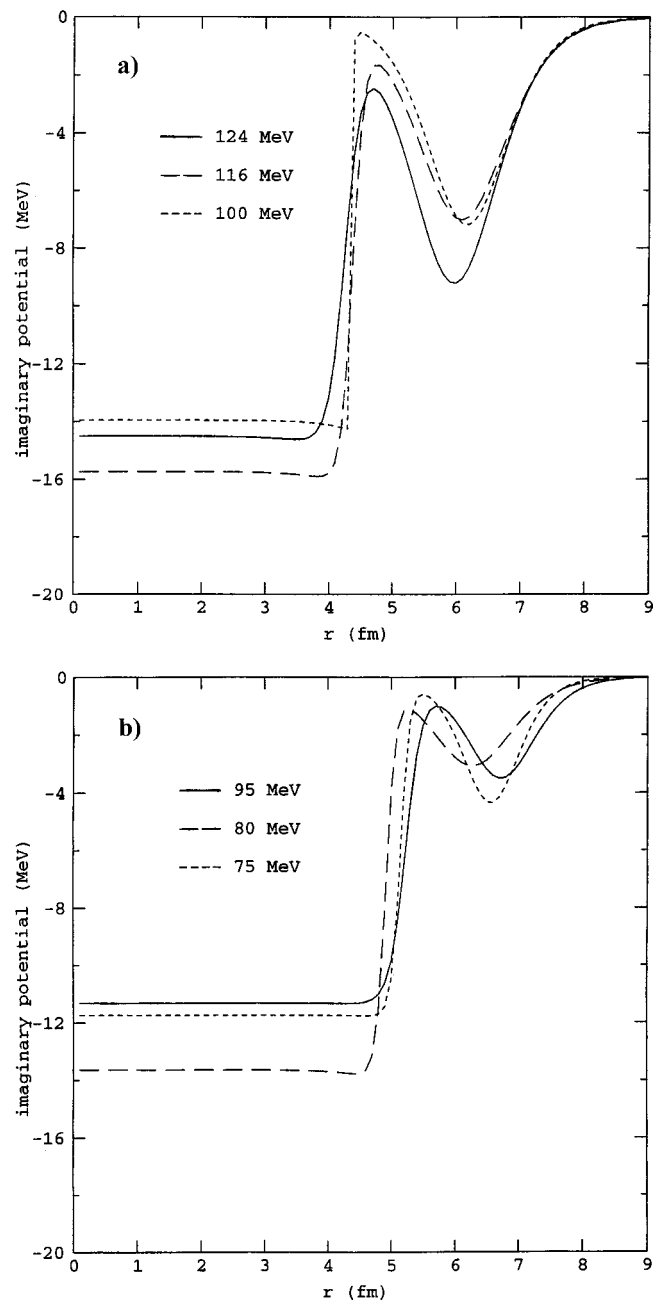 a)
124 MeV
116 MeV
100 MeV
imaginary potential (MeV)
0
-4
-8
-12
-16
-20
0 1 2 3 4 5 6 7 8 9
r (fm)
b)
95 MeV
80 MeV
75 MeV
imaginary potential (MeV)
0
-4
-8
-12
-16
-20
0 1 2 3 4 5 6 7 8 9
r (fm)